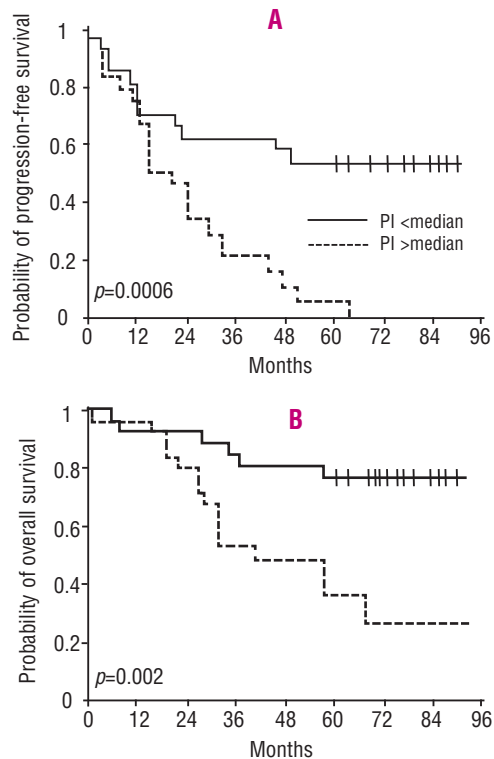 A
Probability of progression-free survival
1
0.8
0.6
0.4
0.2
0
PI <median
PI >median
p=0.0006
0 12 24 36 48 60 72 84 96
Months
B
Probability of overall survival
1
0.8
0.6
0.4
0.2
0
p=0.002
0 12 24 36 48 60 72 84 96
Months